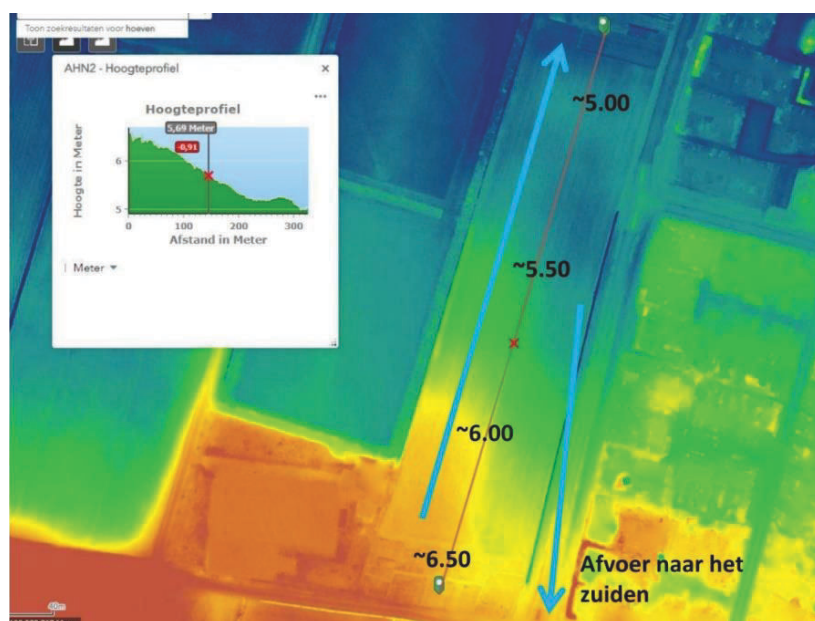 Toon zoekresultaten voor hoeven
AHN2 - Hoogteprofiel
×
...
Hoogteprofiel
5,69 Meter
-0,91
Hoogte in Meter
6
5
0
100
200
300
Afstand in Meter
Meter
~5.00
~5.50
~6.00
~6.50
Afvoer naar het
zuiden
40m